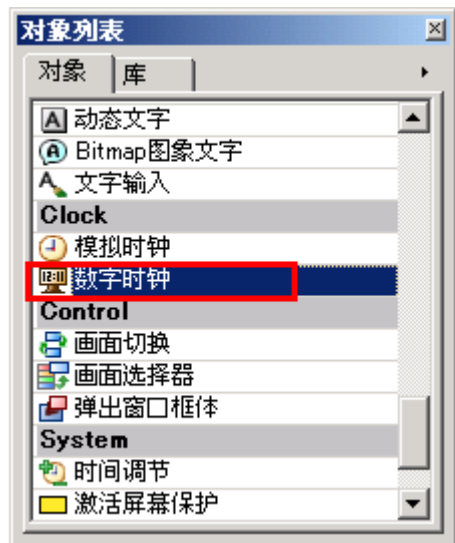 对象列表
对象 库
A 动态文字
Bitmap图象文字
文字输入
Clock
模拟时钟
数字时钟
Control
画面切换
画面选择器
弹出窗口框体
System
时间调节
激活屏幕保护